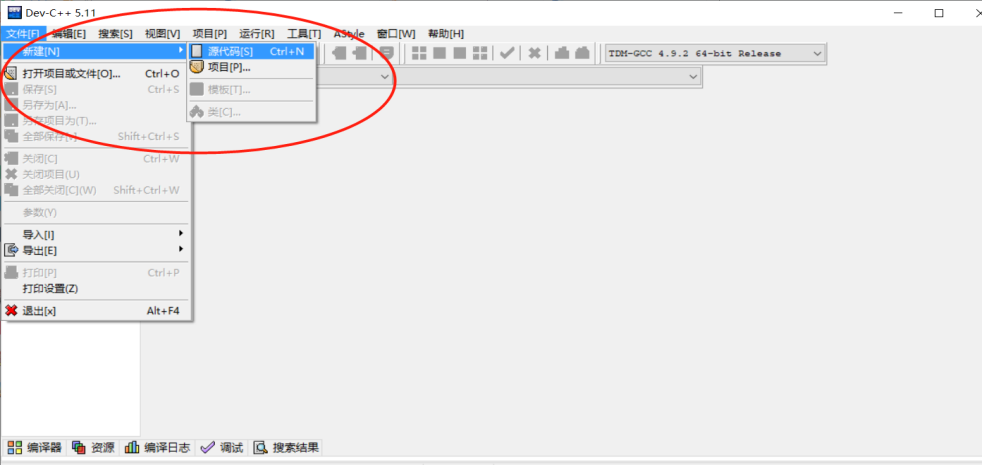 Dev-C++ 5.11
文件[F] 编辑[E] 搜索[S] 视图[V] 项目[P] 运行[R] 工具[T] AStyle 窗口[W] 帮助[H]
新建[N]
源代码[S] Ctrl+N
TDM-GCC 4.9.2 64-bit Release
项目[P]...
打开项目或文件[O]... Ctrl+O
保存[S] Ctrl+S
模板[T]...
另存为[A]...
类[C]...
另存项目为(T)...
全部保存[v] Shift+Ctrl+S
关闭[C] Ctrl+W
关闭项目(U)
全部关闭[C](W) Shift+Ctrl+W
参数(Y)
导入[I]
导出[E]
打印[P] Ctrl+P
打印设置(Z)
退出[x] Alt+F4
编译器 资源 编译日志 调试 搜索结果